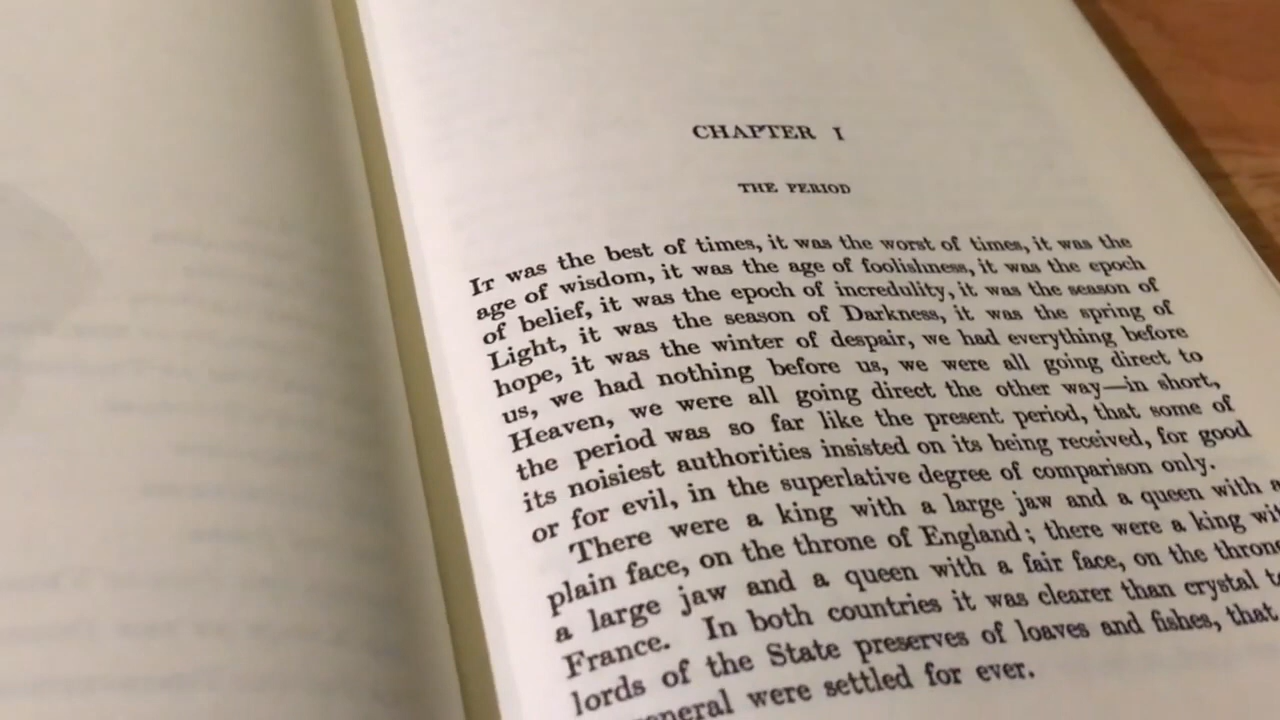 CHAPTER I
THE PERIOD
It was the best of times, it was the worst of times, it was the
age of wisdom, it was the age of foolishness, it was the epoch
of belief, it was the epoch of incredulity, it was the season of
Light, it was the season of Darkness, it was the spring of
hope, it was the winter of despair, we had everything before
us, we had nothing before us, we were all going direct to
Heaven, we were all going direct the other way—in short,
the period was so far like the present period, that some of
its noisiest authorities insisted on its being received, for good
or for evil, in the superlative degree of comparison only.
There were a king with a large jaw and a queen with a
plain face, on the throne of England; there were a king
a large jaw and a queen with a fair face, on the
France. In both countries it was clearer than crystal
lords of the State preserves of loaves and fishes, that
were settled for ever.